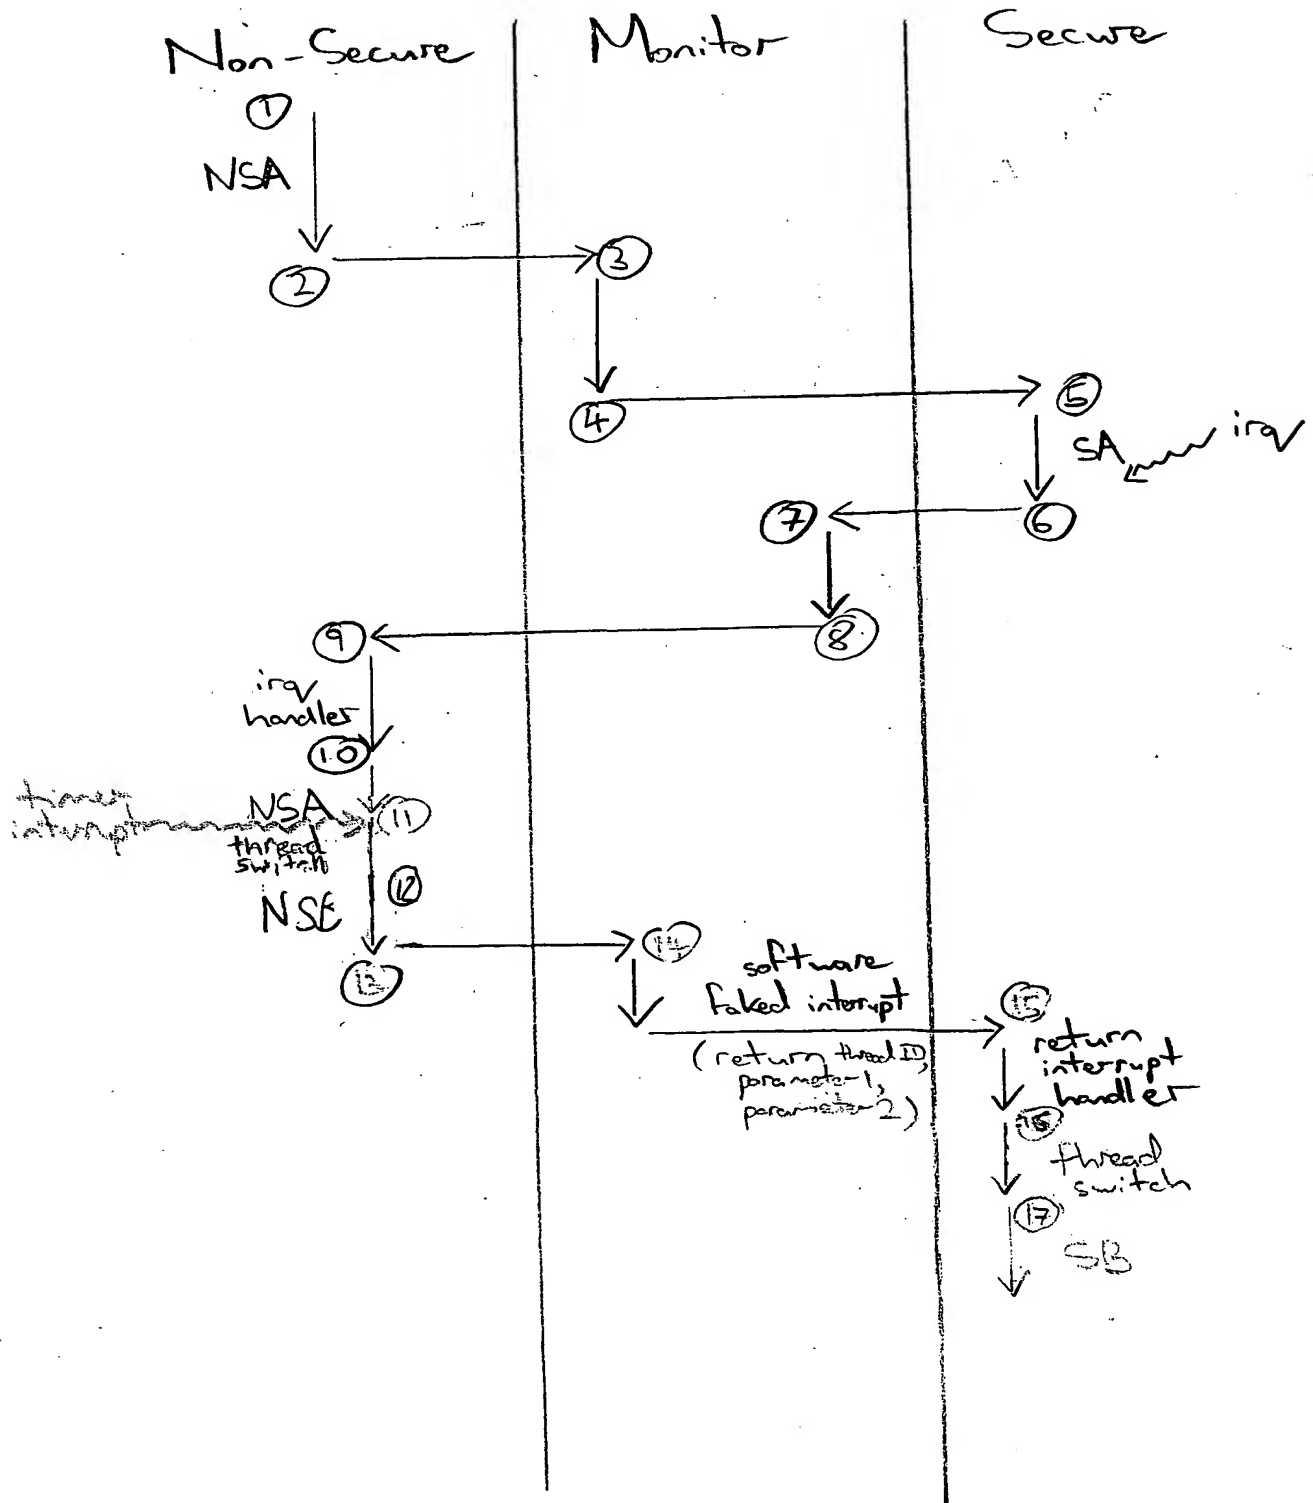 Non-Secure
Monitor
Secure
1
NSA
2
3
4
5
SA
irq
6
7
8
9
irq
handler
10
timer
interrupt
NSA
11
thread
switch
12
NSE
13
14
software
faked interrupt
(return thread ID,
parameter 1,
parameter 2)
15
return
interrupt
handler
16
thread
switch
17
SB